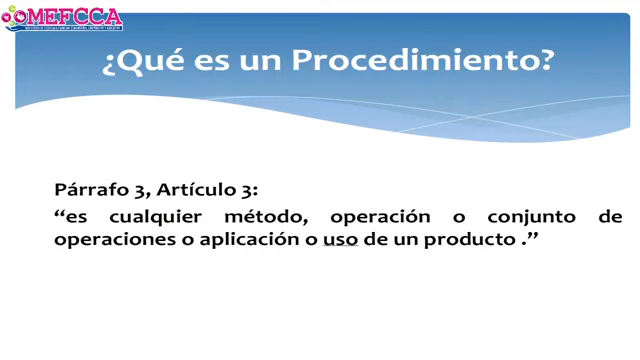 MEFCCA
¿Qué es un Procedimiento?
Párrafo 3, Artículo 3:
“es cualquier método, operación o conjunto de
operaciones o aplicación o uso de un producto .”